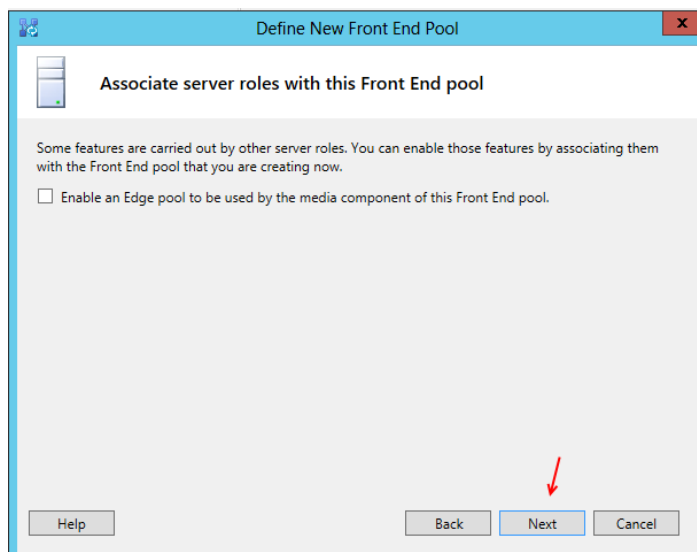 Define New Front End Pool
x
Associate server roles with this Front End pool
Some features are carried out by other server roles. You can enable those features by associating them
with the Front End pool that you are creating now.
Enable an Edge pool to be used by the media component of this Front End pool.
Help
Back
Next
Cancel